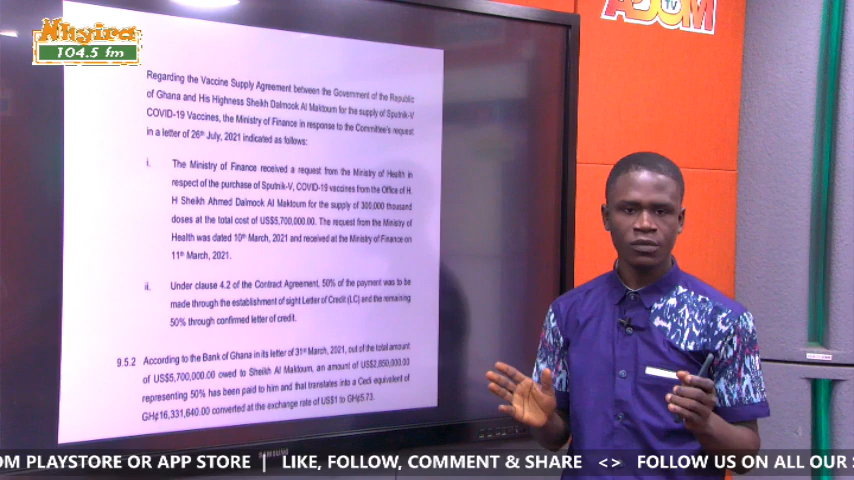 Nhyira
104.5 fm
ADOM
TV
Regarding the Vaccine Supply Agreement between the Government of the Republic
of Ghana and His Highness Sheikh Dalmook Al Maktoum for the supply of Sputnik-V
COVID-19 Vaccines, the Ministry of Finance in response to the Committee's request
in a letter of 26th July, 2021 indicated as follows:
i. The Ministry of Finance received a request from the Ministry of Health in
respect of the purchase of Sputnik-V, COVID-19 vaccines from the Office of H.
H Sheikh Ahmed Dalmook Al Maktoum for the supply of 300,000 thousand
doses at the total cost of US$5,700,000.00. The request from the Ministry of
Health was dated 10th March, 2021 and received at the Ministry of Finance on
11th March, 2021.
ii. Under clause 4.2 of the Contract Agreement, 50% of the payment was to be
made through the establishment of sight Letter of Credit (LC) and the remaining
50% through confirmed letter of credit.
9.5.2 According to the Bank of Ghana in its letter of 31st March, 2021, out of the total amount
of US$5,700,000.00 owed to Sheikh Al Maktoum, an amount of US$2,850,000.00
representing 50% has been paid to him and that translates into a Cedi equivalent of
GH¢16,331,640.00 converted at the exchange rate of US$1 to GH¢5.73.
SAMSUNG
OM PLAYSTORE OR APP STORE | LIKE, FOLLOW, COMMENT & SHARE <> FOLLOW US ON ALL OUR S